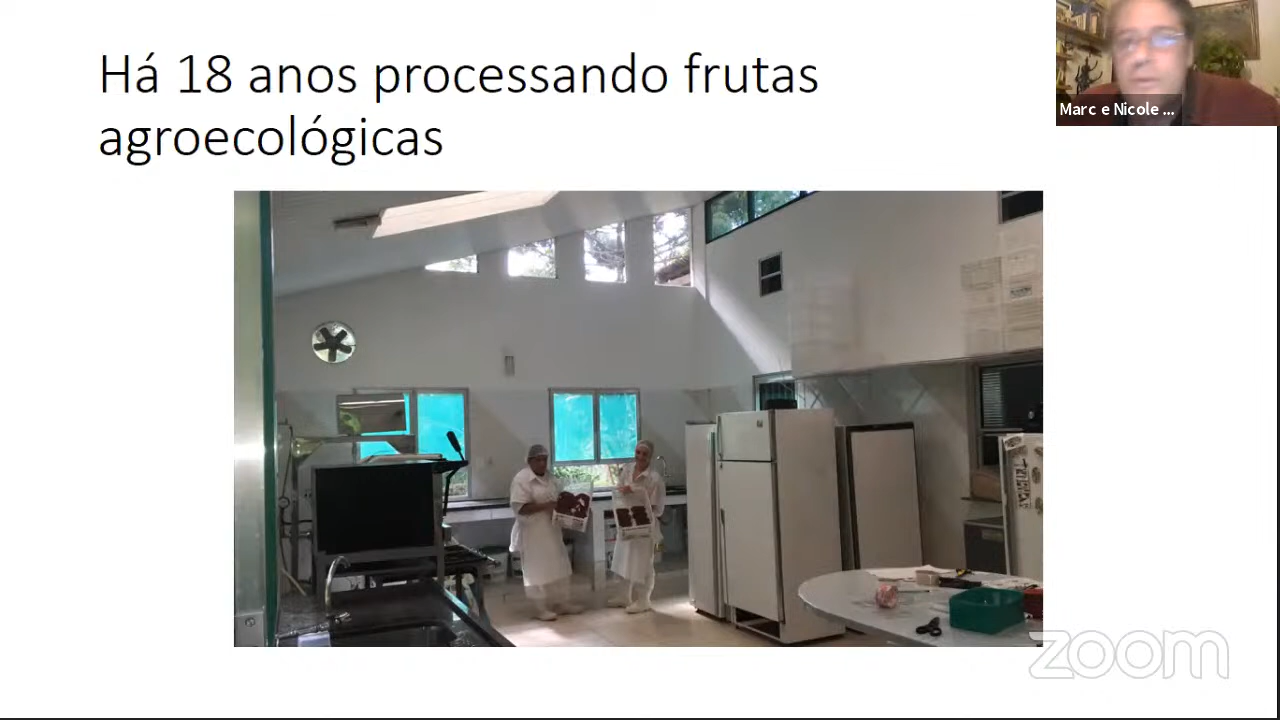 Há 18 anos processando frutas
agroecológicas
Marc e Nicole ...
zoom